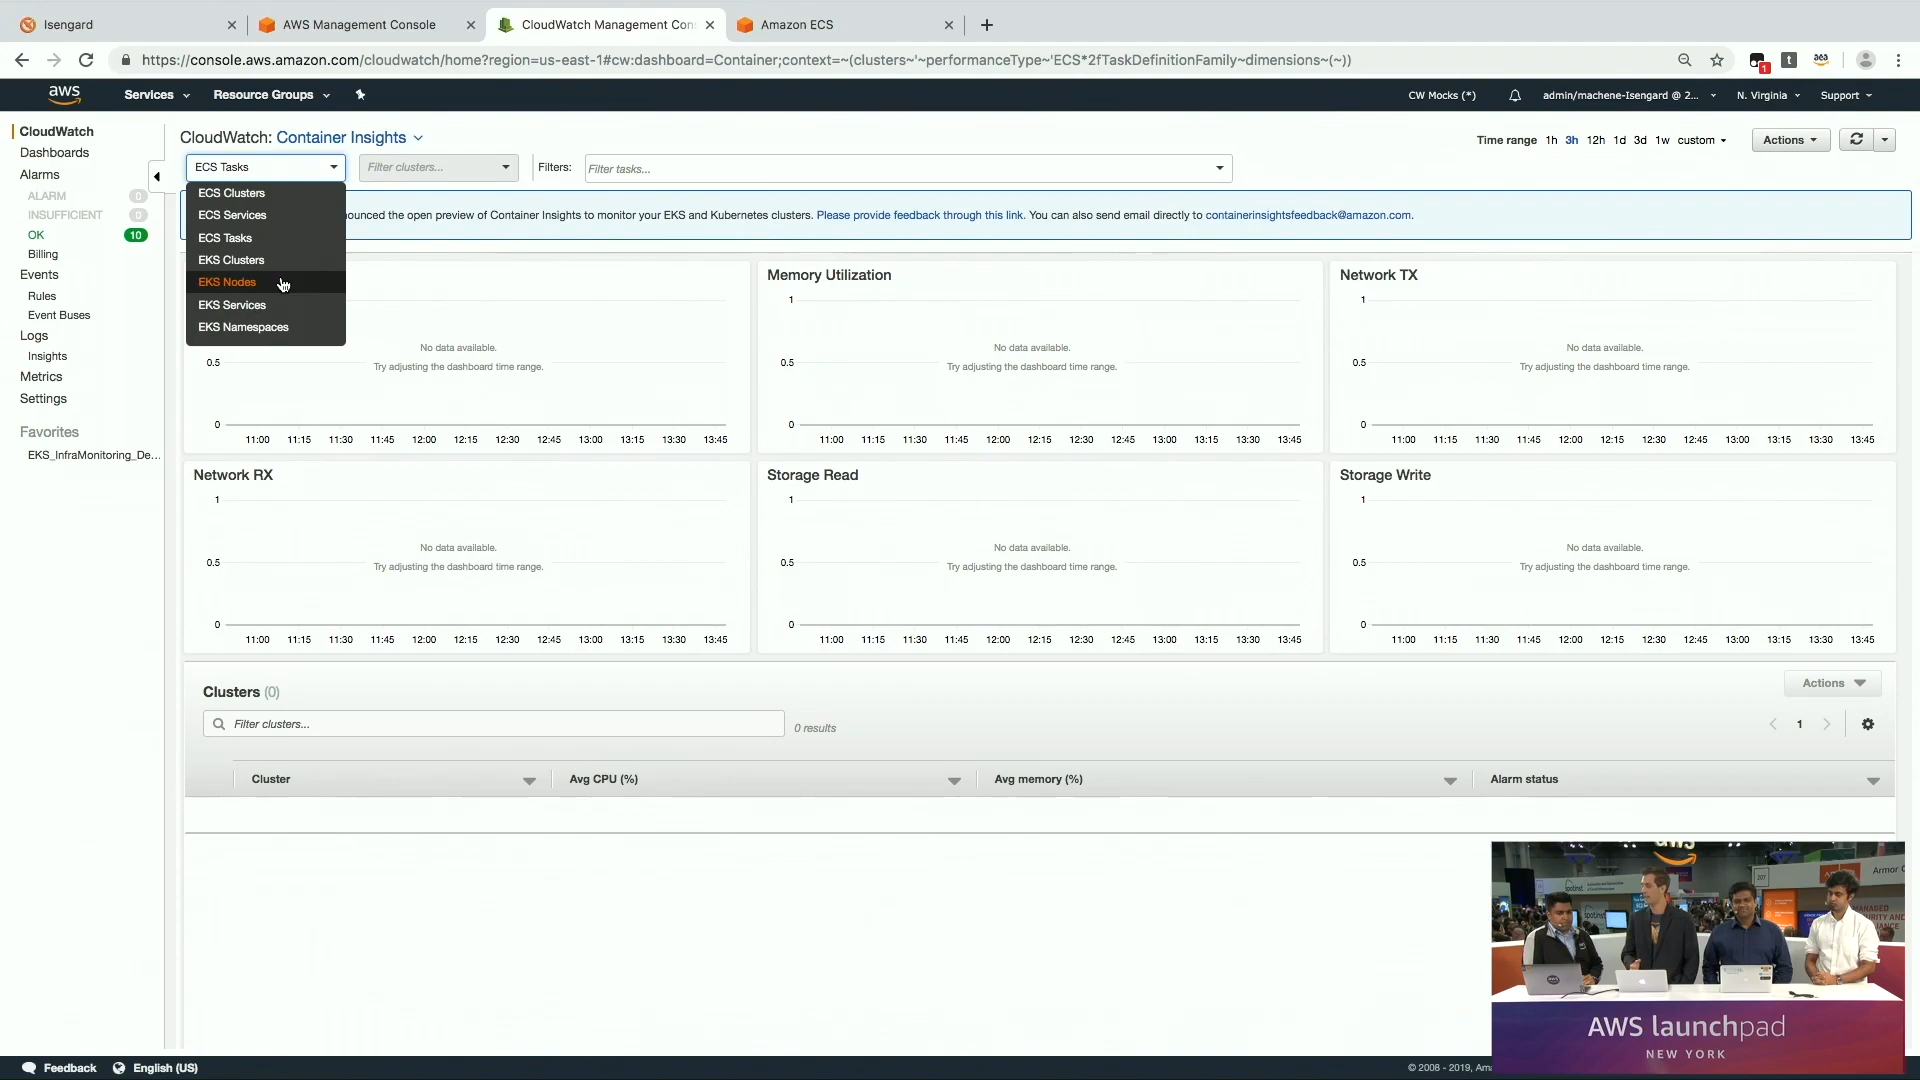 Isengard
AWS Management Console
CloudWatch Management Con
Amazon ECS
https://console.aws.amazon.com/cloudwatch/home?region=us-east-1#cw:dashboard=Container;context=~(clusters~'~performanceType~'ECS*2fTaskDefinitionFamily~dimensions~(~))
1
t
aws
Services
Resource Groups
CW Mocks (*)
admin/machene-Isengard @ 2...
N. Virginia
Support
CloudWatch
Dashboards
Alarms
ALARM 0
INSUFFICIENT 0
OK 10
Billing
Events
Rules
Event Buses
Logs
Insights
Metrics
Settings
Favorites
EKS_InfraMonitoring_De...
CloudWatch: Container Insights
Time range 1h 3h 12h 1d 3d 1w custom
Actions
ECS Tasks
Filter clusters...
Filters:
Filter tasks...
ECS Clusters
ECS Services
ECS Tasks
EKS Clusters
EKS Nodes
EKS Services
EKS Namespaces
ounced the open preview of Container Insights to monitor your EKS and Kubernetes clusters. Please provide feedback through this link. You can also send email directly to containerinsightsfeedback@amazon.com.
No data available.
Try adjusting the dashboard time range.
0.5
0
11:00 11:15 11:30 11:45 12:00 12:15 12:30 12:45 13:00 13:15 13:30 13:45
Memory Utilization
1
No data available.
0.5
Try adjusting the dashboard time range.
0
11:00 11:15 11:30 11:45 12:00 12:15 12:30 12:45 13:00 13:15 13:30 13:45
Network TX
1
No data available.
0.5
Try adjusting the dashboard time range.
0
11:00 11:15 11:30 11:45 12:00 12:15 12:30 12:45 13:00 13:15 13:30 13:45
Network RX
1
No data available.
0.5
Try adjusting the dashboard time range.
0
11:00 11:15 11:30 11:45 12:00 12:15 12:30 12:45 13:00 13:15 13:30 13:45
Storage Read
1
No data available.
0.5
Try adjusting the dashboard time range.
0
11:00 11:15 11:30 11:45 12:00 12:15 12:30 12:45 13:00 13:15 13:30 13:45
Storage Write
1
No data available.
0.5
Try adjusting the dashboard time range.
0
11:00 11:15 11:30 11:45 12:00 12:15 12:30 12:45 13:00 13:15 13:30 13:45
Clusters (0)
Actions
Filter clusters...
0 results
1
Cluster
Avg CPU (%)
Avg memory (%)
Alarm status
aws
207
Armor
spotinst
MANAGED
AWS launchpad
NEW YORK
Feedback
English (US)
© 2008 - 2019, Am